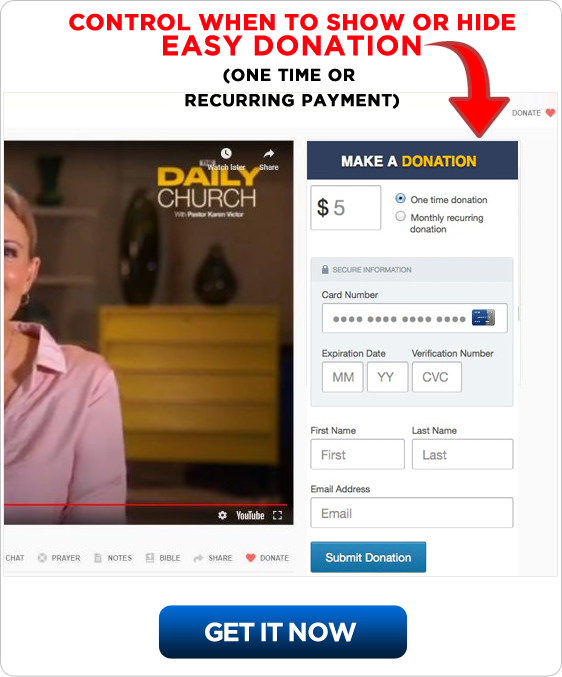 CONTROL WHEN TO SHOW OR HIDE
EASY DONATION
(ONE TIME OR
RECURRING PAYMENT)
DONATE
Watch later
Share
THE
DAILY
CHURCH
With Pastor Karen Victor
YouTube
CHAT
PRAYER
NOTES
BIBLE
SHARE
DONATE
MAKE A DONATION
$ 5
One time donation
Monthly recurring
donation
SECURE INFORMATION
Card Number
Expiration Date
Verification Number
MM
YY
CVC
First Name
Last Name
First
Last
Email Address
Email
Submit Donation
GET IT NOW